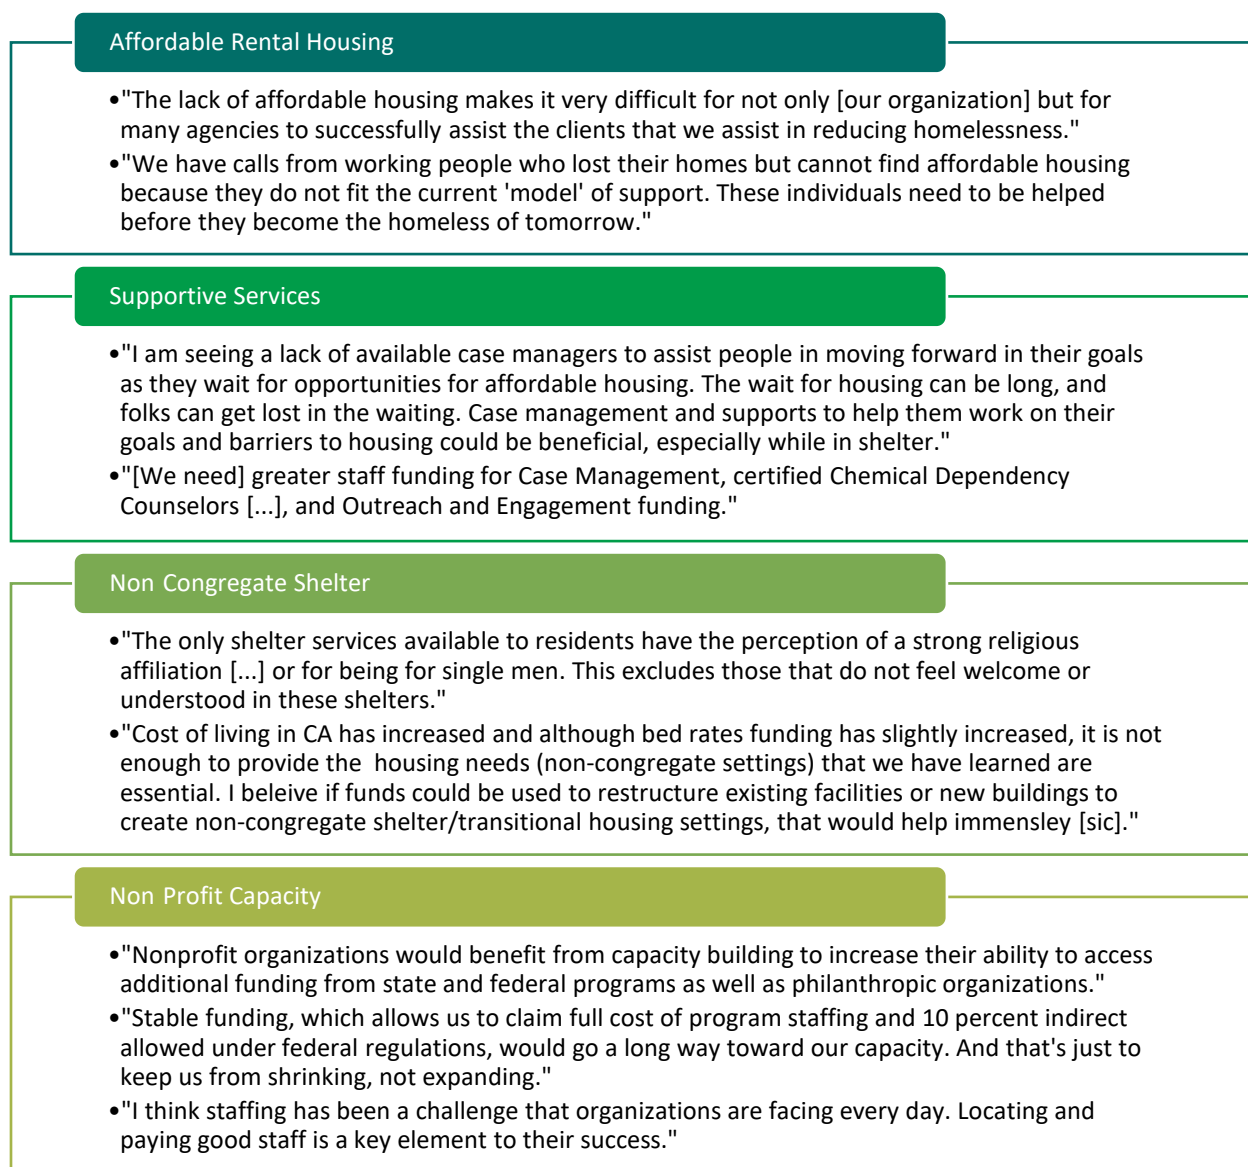 Affordable Rental Housing
•"The lack of affordable housing makes it very difficult for not only [our organization] but for
many agencies to successfully assist the clients that we assist in reducing homelessness."
•"We have calls from working people who lost their homes but cannot find affordable housing
because they do not fit the current 'model' of support. These individuals need to be helped
before they become the homeless of tomorrow."
Supportive Services
•"I am seeing a lack of available case managers to assist people in moving forward in their goals
as they wait for opportunities for affordable housing. The wait for housing can be long, and
folks can get lost in the waiting. Case management and supports to help them work on their
goals and barriers to housing could be beneficial, especially while in shelter."
•"[We need] greater staff funding for Case Management, certified Chemical Dependency
Counselors [...], and Outreach and Engagement funding."
Non Congregate Shelter
•"The only shelter services available to residents have the perception of a strong religious
affiliation [...] or for being for single men. This excludes those that do not feel welcome or
understood in these shelters."
•"Cost of living in CA has increased and although bed rates funding has slightly increased, it is not
enough to provide the  housing needs (non-congregate settings) that we have learned are
essential. I beleive if funds could be used to restructure existing facilities or new buildings to
create non-congregate shelter/transitional housing settings, that would help immensley [sic]."
Non Profit Capacity
•"Nonprofit organizations would benefit from capacity building to increase their ability to access
additional funding from state and federal programs as well as philanthropic organizations."
•"Stable funding, which allows us to claim full cost of program staffing and 10 percent indirect
allowed under federal regulations, would go a long way toward our capacity. And that's just to
keep us from shrinking, not expanding."
•"I think staffing has been a challenge that organizations are facing every day. Locating and
paying good staff is a key element to their success."